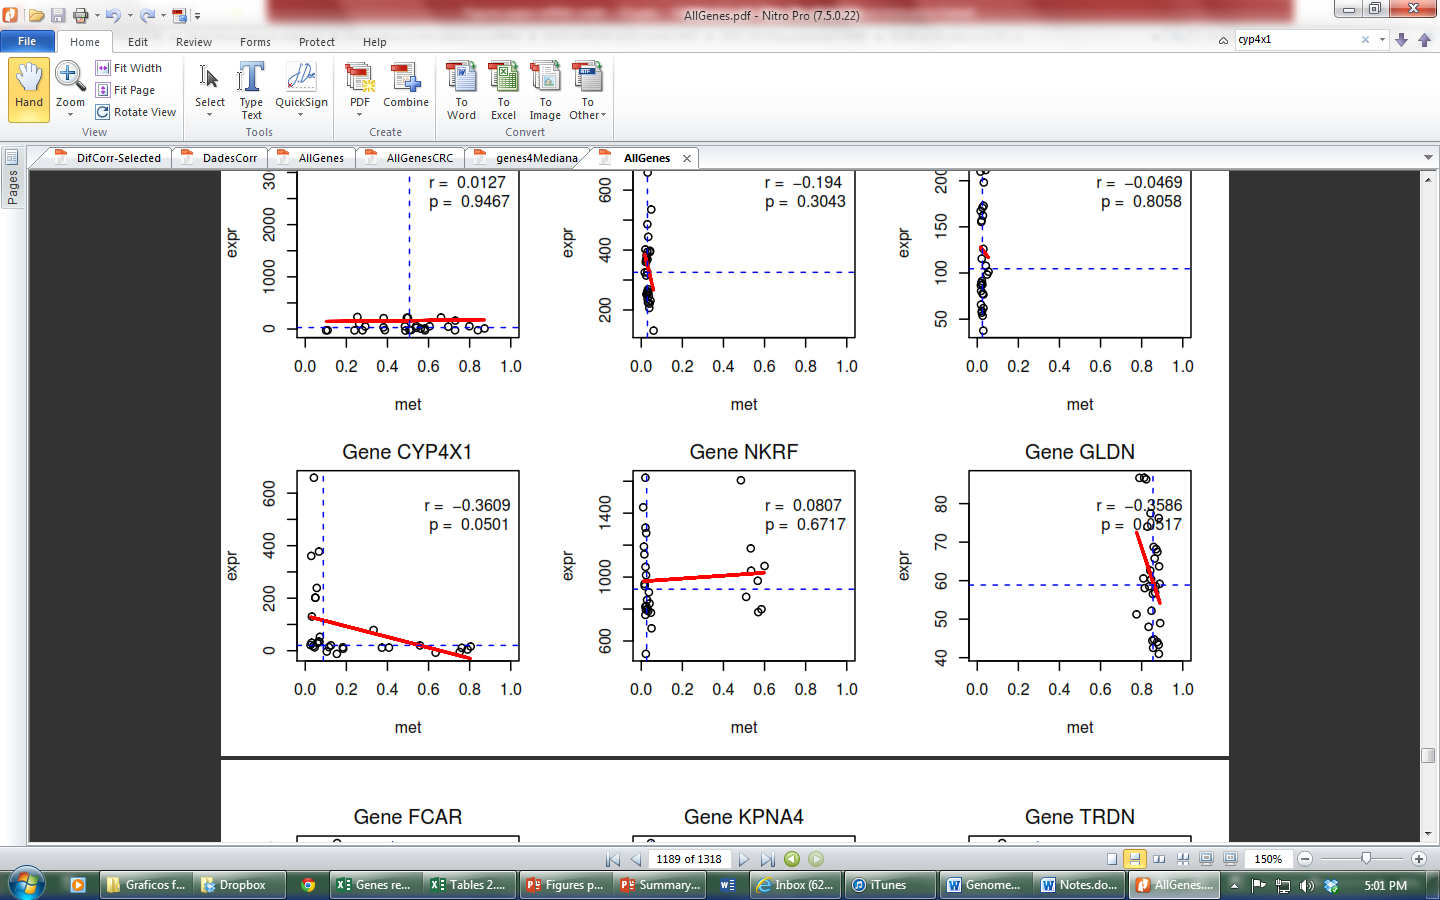 AllGenes.pdf - Nitro Pro (7.5.0.22)
File Home Edit Review Forms Protect Help
cyp4x1
Hand Zoom Fit Width Fit Page Rotate View
View
Select Type Text QuickSign
Tools
PDF Combine
Create
To Word To Excel To Image To Other
Convert
Pages
DifCorr-Selected DadesCorr AllGenes AllGenesCRC genes4Mediana AllGenes
r = 0.0127
p = 0.9467
expr
0 1000 2000 30
0.0 0.2 0.4 0.6 0.8 1.0
met
r = −0.194
p = 0.3043
expr
200 400 600
0.0 0.2 0.4 0.6 0.8 1.0
met
r = −0.0469
p = 0.8058
expr
50 100 150 200
0.0 0.2 0.4 0.6 0.8 1.0
met
Gene CYP4X1
r = −0.3609
p = 0.0501
expr
0 200 400 600
0.0 0.2 0.4 0.6 0.8 1.0
met
Gene NKRF
r = 0.0807
p = 0.6717
expr
600 1000 1400
0.0 0.2 0.4 0.6 0.8 1.0
met
Gene GLDN
r = −0.3586
p = 0.0517
expr
40 50 60 70 80
0.0 0.2 0.4 0.6 0.8 1.0
met
Gene FCAR
Gene KPNA4
Gene TRDN
1189 of 1318
150%
Graficos f... Dropbox Genes re... Tables 2.... Figures p... Summary... Inbox (62... iTunes Genome... Notes.do... AllGenes....
5:01 PM